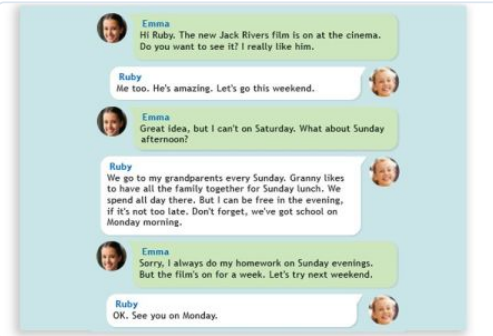 Emma
Hi Ruby. The new Jack Rivers film is on at the cinema.
Do you want to see it? I really like him.
Ruby
Me too. He's amazing. Let's go this weekend.
Emma
Great idea, but I can't on Saturday. What about Sunday
afternoon?
Ruby
We go to my grandparents every Sunday. Granny likes
to have all the family together for Sunday lunch. We
spend all day there. But I can be free in the evening,
if it's not too late. Don't forget, we've got school on
Monday morning.
Emma
Sorry, I always do my homework on Sunday evenings.
But the film's on for a week. Let's try next weekend.
Ruby
OK. See you on Monday.